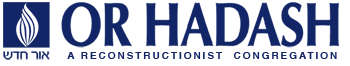 OR HADASH
אור חדש
A RECONSTRUCTIONIST CONGREGATION